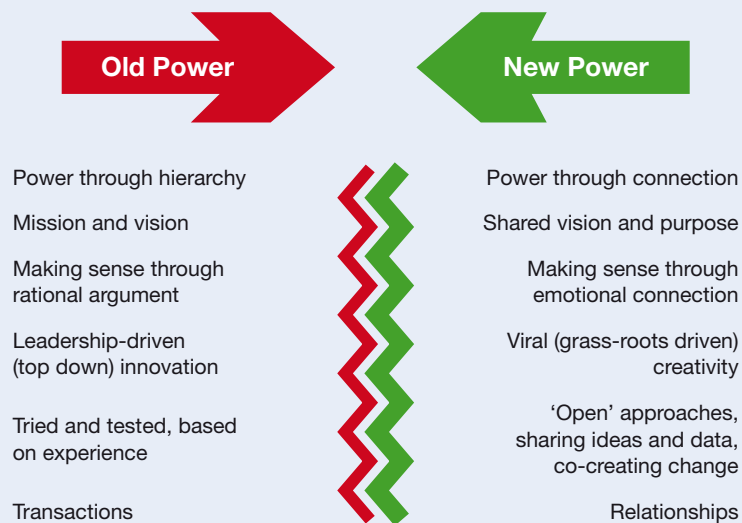 Old Power
New Power
Power through hierarchy
Power through connection
Mission and vision
Shared vision and purpose
Making sense through
rational argument
Making sense through
emotional connection
Leadership-driven
(top down) innovation
Viral (grass-roots driven)
creativity
Tried and tested, based
on experience
‘Open’ approaches,
sharing ideas and data,
co-creating change
Transactions
Relationships